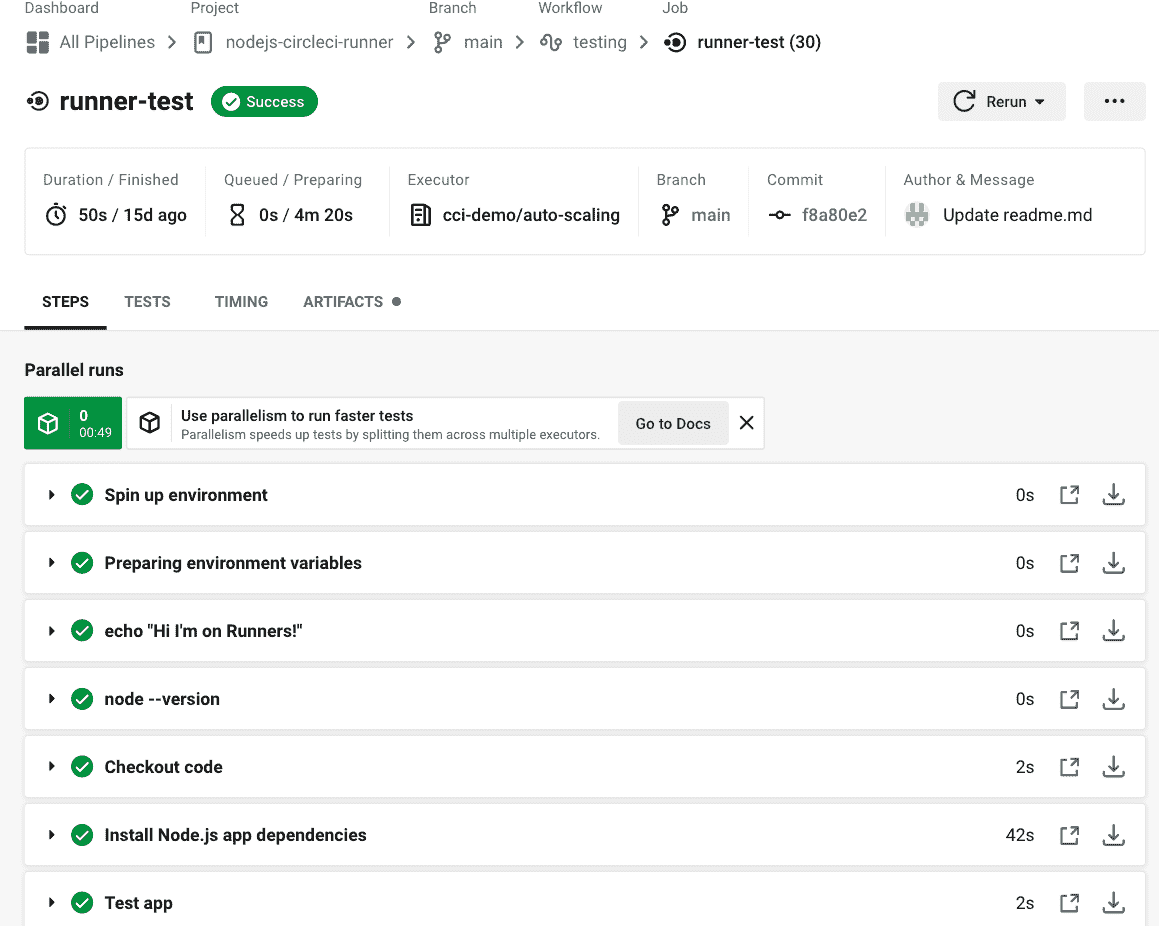 Dashboard Project Branch Workflow Job
All Pipelines nodejs-circleci-runner main testing runner-test (30)
runner-test Success Rerun
Duration / Finished Queued / Preparing Executor Branch Commit Author & Message
50s / 15d ago 0s / 4m 20s cci-demo/auto-scaling main f8a80e2 Update readme.md
STEPS TESTS TIMING ARTIFACTS
Parallel runs
0 Use parallelism to run faster tests Go to Docs
00:49 Parallelism speeds up tests by splitting them across multiple executors.
Spin up environment 0s
Preparing environment variables 0s
echo "Hi I'm on Runners!" 0s
node --version 0s
Checkout code 2s
Install Node.js app dependencies 42s
Test app 2s